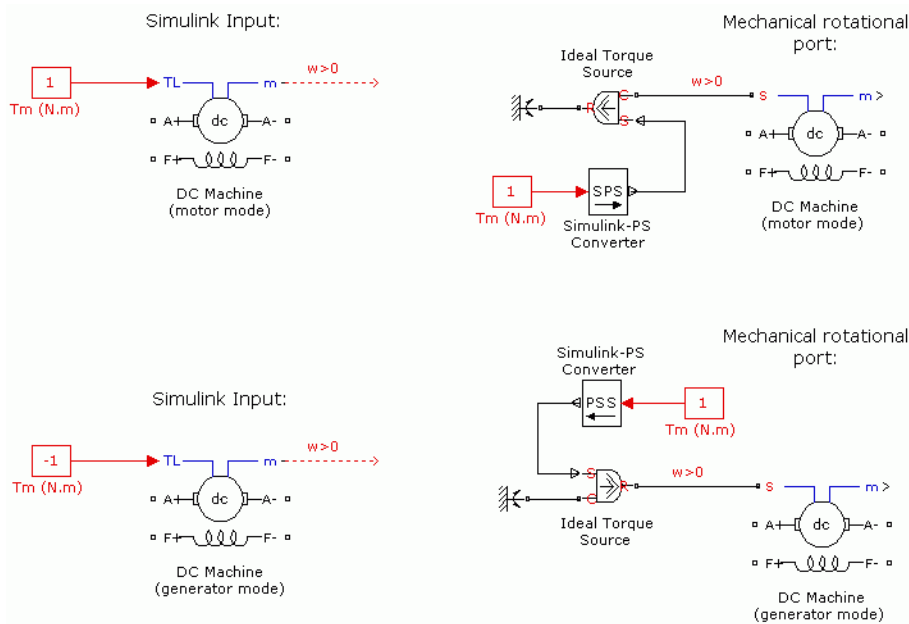 Simulink Input:
1
Tm (N.m)
TL
m
w>0
A+
dc
A-
F+
F-
DC Machine
(motor mode)
Mechanical rotational
port:
Ideal Torque
Source
R
C
S
w>0
S
m
1
Tm (N.m)
SPS
Simulink-PS
Converter
A+
dc
A-
F+
F-
DC Machine
(motor mode)
Simulink Input:
-1
Tm (N.m)
TL
m
w>0
A+
dc
A-
F+
F-
DC Machine
(generator mode)
Mechanical rotational
port:
Simulink-PS
Converter
PSS
1
Tm (N.m)
S
C
R
w>0
Ideal Torque
Source
S
m
A+
dc
A-
F+
F-
DC Machine
(generator mode)